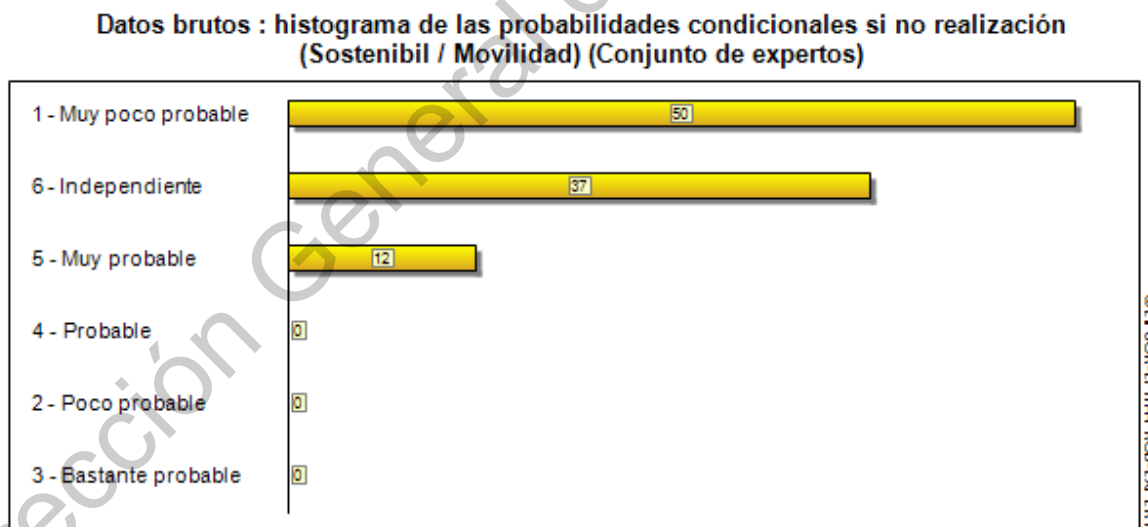 Datos brutos : histograma de las probabilidades condicionales si no realización
(Sostenibil / Movilidad) (Conjunto de expertos)
1 - Muy poco probable 50
6 - Independiente 37
5 - Muy probable 12
4 - Probable 0
2 - Poco probable 0
3 - Bastante probable 0
ección General d